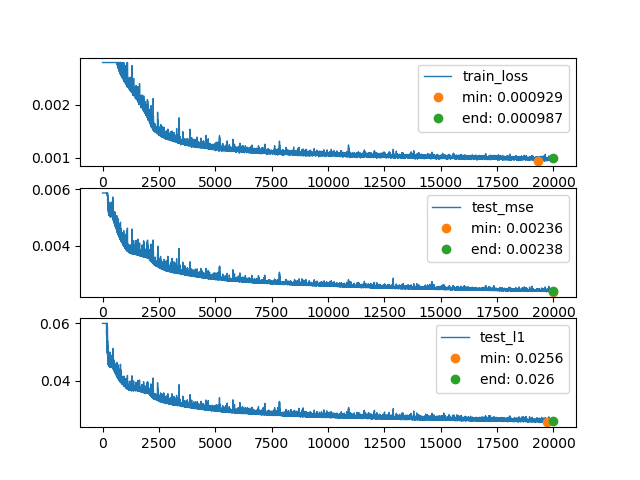 train_loss
min: 0.000929
end: 0.000987
0.002
0.001
0 2500 5000 7500 10000 12500 15000 17500 20000
0.006
test_mse
min: 0.00236
end: 0.00238
0.004
0 2500 5000 7500 10000 12500 15000 17500 20000
0.06
test_l1
min: 0.0256
end: 0.026
0.04
0 2500 5000 7500 10000 12500 15000 17500 20000